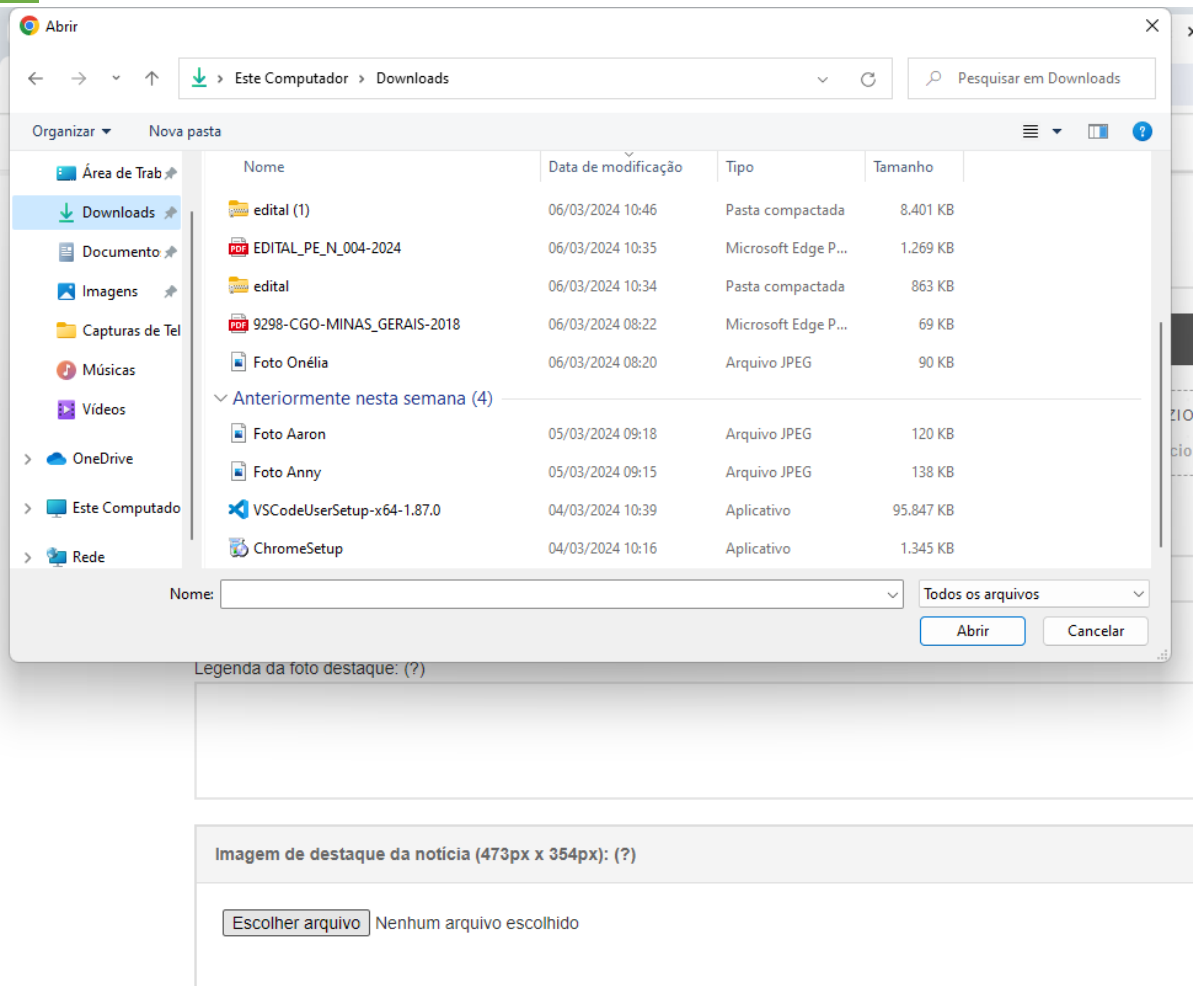 Abrir
Este Computador > Downloads
Pesquisar em Downloads
Organizar Nova pasta
Nome Data de modificação Tipo Tamanho
Área de Trab
Downloads
Documento
Imagens
Capturas de Tel
Músicas
Vídeos
OneDrive
Este Computado
Rede
edital (1) 06/03/2024 10:46 Pasta compactada 8.401 KB
PDF EDITAL_PE_N_004-2024 06/03/2024 10:35 Microsoft Edge P... 1.269 KB
edital 06/03/2024 10:34 Pasta compactada 863 KB
PDF 9298-CGO-MINAS_GERAIS-2018 06/03/2024 08:22 Microsoft Edge P... 69 KB
Foto Onélia 06/03/2024 08:20 Arquivo JPEG 90 KB
Anteriormente nesta semana (4)
Foto Aaron 05/03/2024 09:18 Arquivo JPEG 120 KB
Foto Anny 05/03/2024 09:15 Arquivo JPEG 138 KB
VSCodeUserSetup-x64-1.87.0 04/03/2024 10:39 Aplicativo 95.847 KB
ChromeSetup 04/03/2024 10:16 Aplicativo 1.345 KB
Nome: Todos os arquivos
Abrir Cancelar
Legenda da foto destaque: (?)
Imagem de destaque da notícia (473px x 354px): (?)
Escolher arquivo Nenhum arquivo escolhido